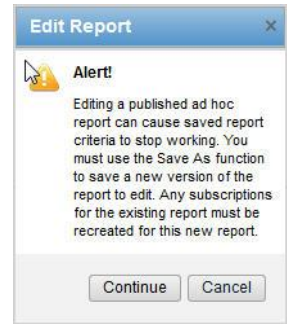 Edit Report ×
Alert!
Editing a published ad hoc
report can cause saved report
criteria to stop working. You
must use the Save As function
to save a new version of the
report to edit. Any subscriptions
for the existing report must be
recreated for this new report.
Continue Cancel